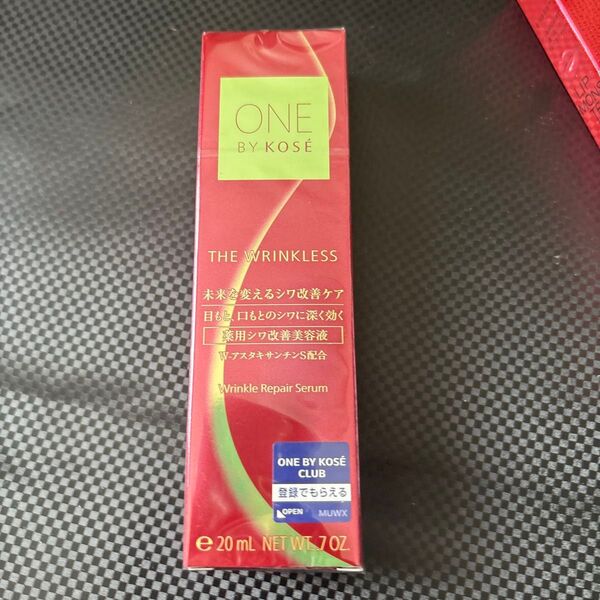 ONE
BY KOSÉ
THE WRINKLESS
未来を変えるシワ改善ケア
目もと、口もとのシワに深く効く
薬用シワ改善美容液
W-アスタキサンチンS配合
Wrinkle Repair Serum
ONE BY KOSÉ
CLUB
登録でもらえる
OPEN MUWX
e 20 mL NET WT. .7 OZ.
LIP